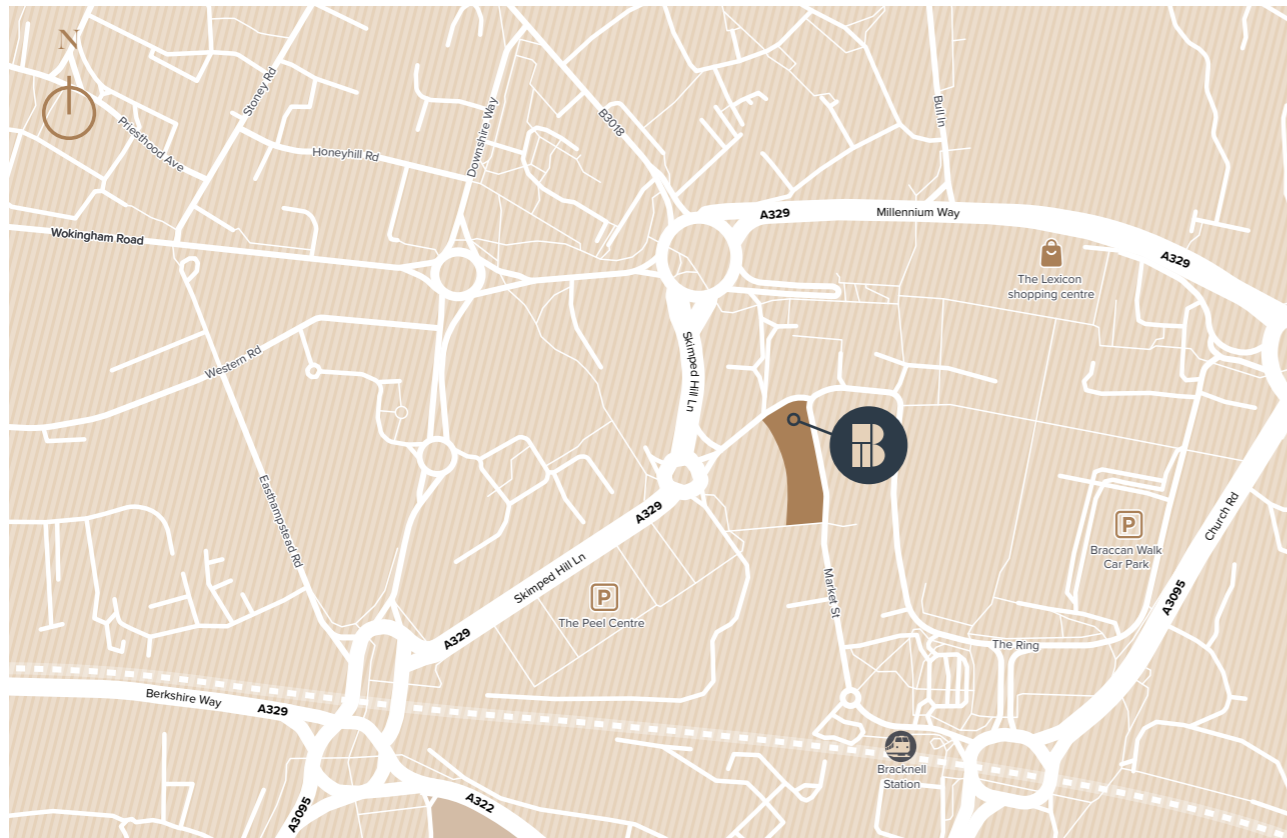 N
Stoney Rd
Priesthood Ave
Honeyhill Rd
Downshire Way
B3018
Bull ln
A329
Millennium Way
A329
Wokingham Road
The Lexicon
shopping centre
Skimped Hill Ln
Western Rd
B
Easthampstead Rd
A329
Church Rd
P
Braccan Walk
Car Park
Skimped Hill Ln
P
The Peel Centre
Market St
A3095
A329
The Ring
Berkshire Way
A329
Bracknell
Station
A3095
A322